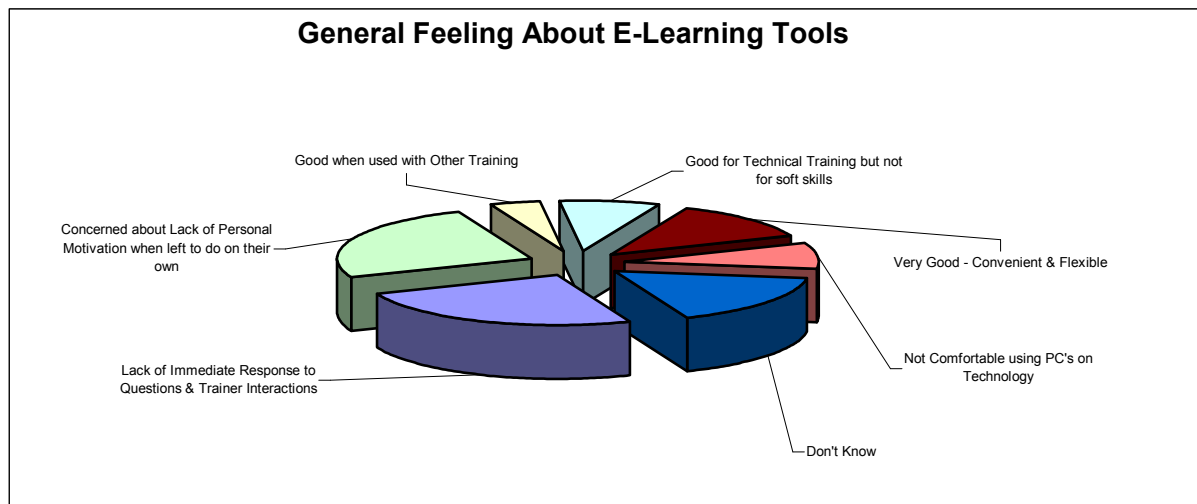 General Feeling About E-Learning Tools
Good when used with Other Training
Good for Technical Training but not
for soft skills
Concerned about Lack of Personal
Motivation when left to do on their
own
Very Good - Convenient & Flexible
Lack of Immediate Response to
Questions & Trainer Interactions
Not Comfortable using PC's on
Technology
Don't Know